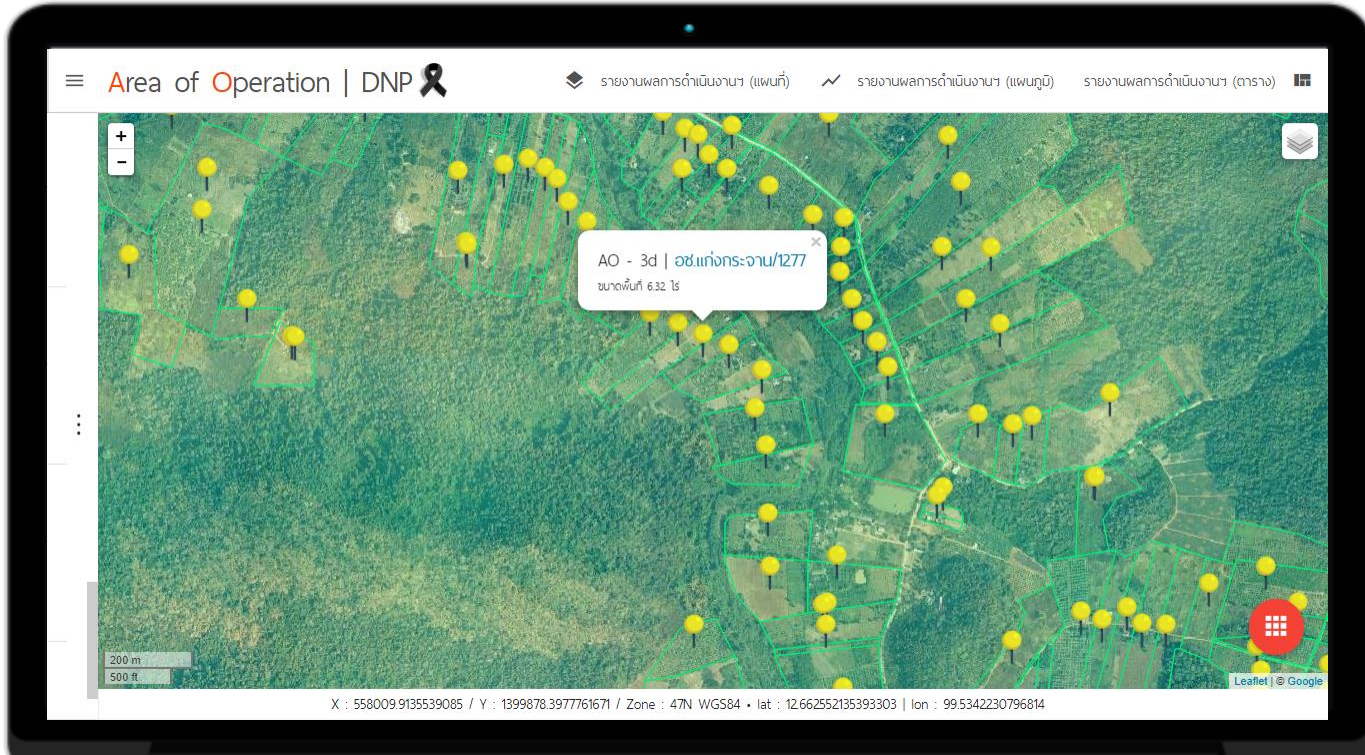 Area of Operation | DNP
รายงานผลการดำเนินงานฯ (แผนที่)
รายงานผลการดำเนินงานฯ (แผนภูมิ)
รายงานผลการดำเนินงานฯ (ตาราง)
+
−
×
AO - 3d | อช.แก่งกระจาน/1277
ขนาดพื้นที่ 6.32 ไร่
200 m
500 ft
Leaflet | © Google
X : 558009.9135539085 / Y : 1399878.3977761671 / Zone : 47N WGS84 • lat : 12.662552135393303 | lon : 99.5342230796814